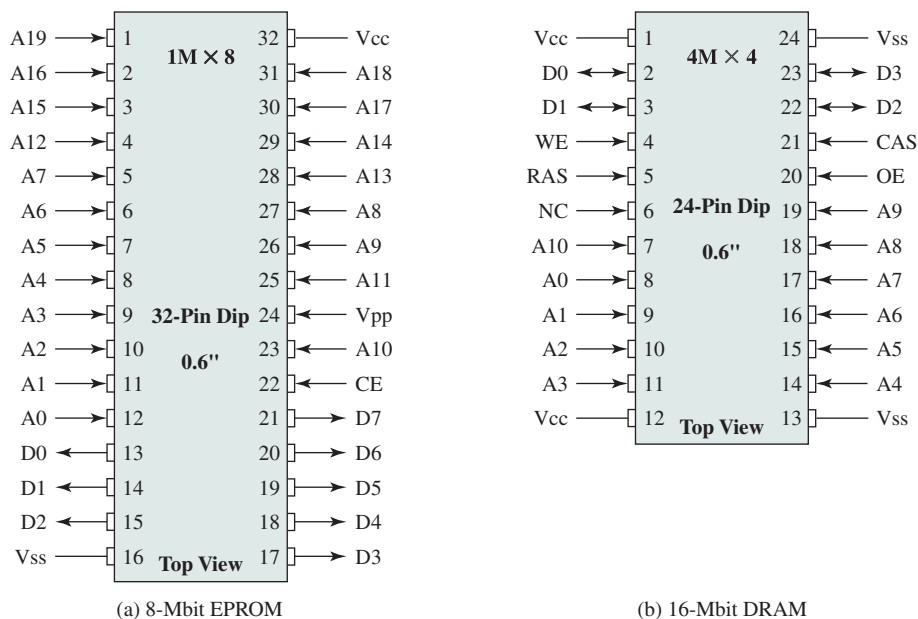 A19 1 1M × 8 32 Vcc
A16 2 31 A18
A15 3 30 A17
A12 4 29 A14
A7 5 28 A13
A6 6 27 A8
A5 7 26 A9
A4 8 25 A11
A3 9 32-Pin Dip 24 Vpp
A2 10 0.6" 23 A10
A1 11 22 CE
A0 12 21 D7
D0 13 20 D6
D1 14 19 D5
D2 15 18 D4
Vss 16 Top View 17 D3
(a) 8-Mbit EPROM
Vcc 1 4M × 4 24 Vss
D0 2 23 D3
D1 3 22 D2
WE 4 21 CAS
RAS 5 20 OE
NC 6 24-Pin Dip 19 A9
A10 7 0.6" 18 A8
A0 8 17 A7
A1 9 16 A6
A2 10 15 A5
A3 11 14 A4
Vcc 12 Top View 13 Vss
(b) 16-Mbit DRAM